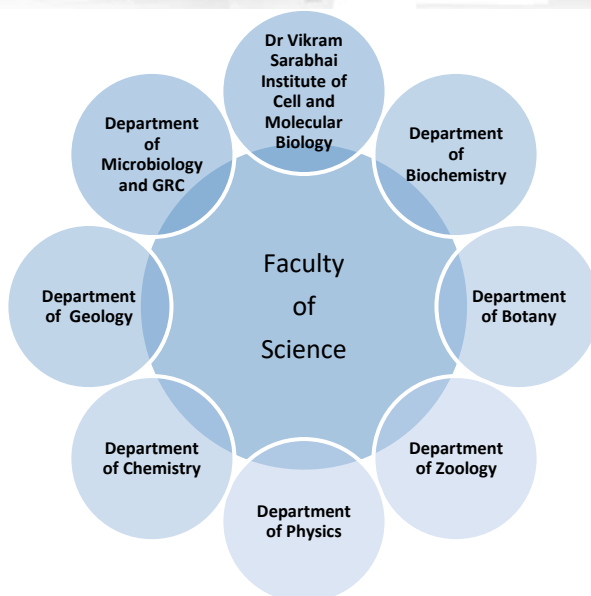 Dr Vikram
Sarabhai
Institute of
Cell and
Molecular
Biology
Department
of
Biochemistry
Department
of Botany
Department
of Zoology
Department
of Physics
Department
of Chemistry
Department
of Geology
Department
of
Microbiology
and GRC
Faculty
of
Science